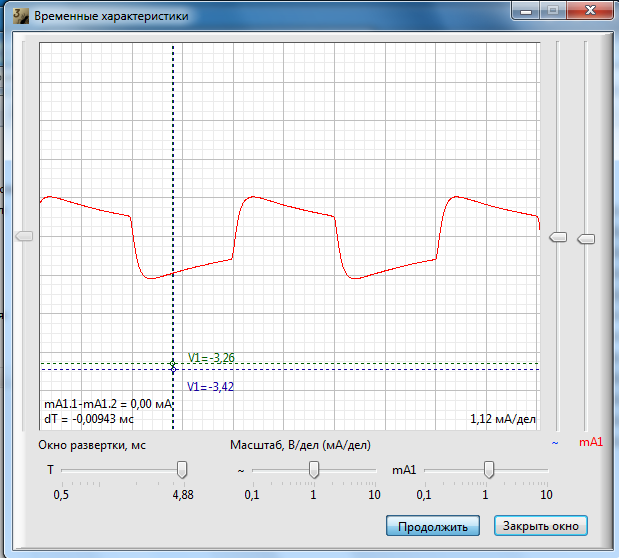 Временные характеристики
V1=-3,26
V1=-3,42
mA1.1-mA1.2 = 0,00 мА
dT = -0,00943 мс
1,12 мА/дел
Окно развертки, мс
Масштаб, В/дел (мА/дел)
~
mA1
T
~
mA1
0,5
4,88
0,1
1
10
0,1
1
10
Продолжить
Закрыть окно